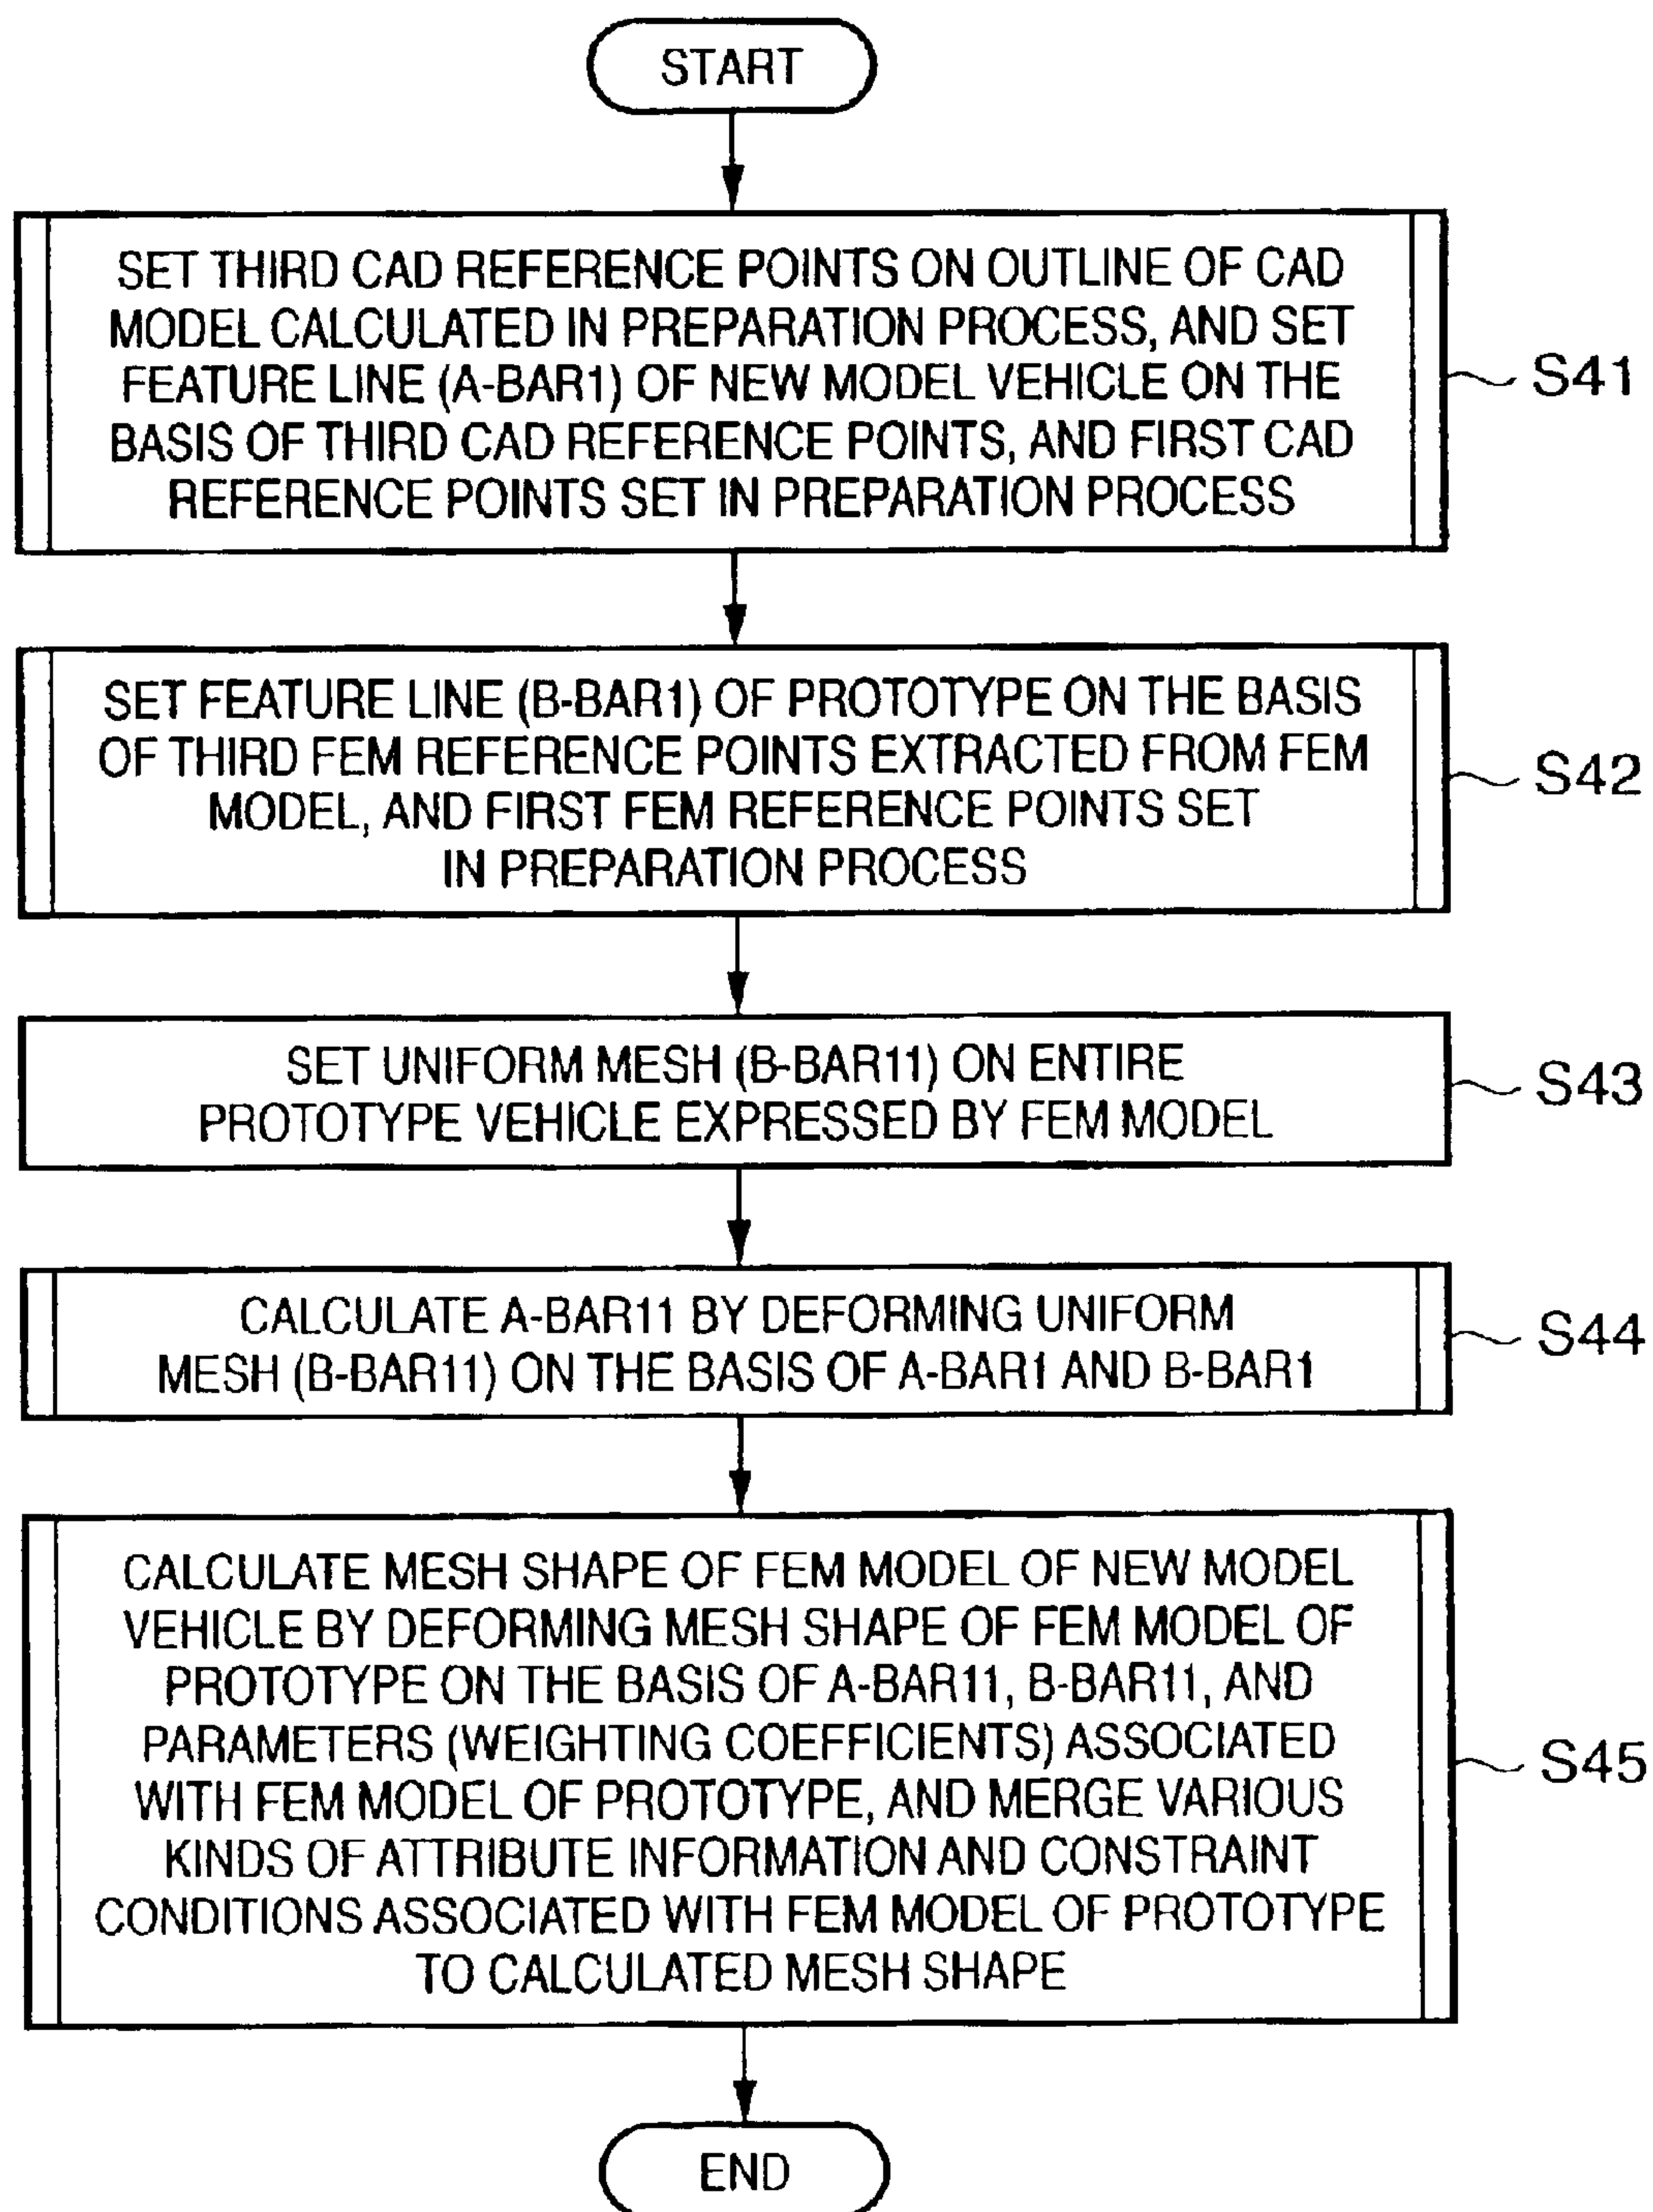 START
SET THIRD CAD REFERENCE POINTS ON OUTLINE OF CAD
MODEL CALCULATED IN PREPARATION PROCESS, AND SET
FEATURE LINE (A-BAR1) OF NEW MODEL VEHICLE ON THE
BASIS OF THIRD CAD REFERENCE POINTS, AND FIRST CAD
REFERENCE POINTS SET IN PREPARATION PROCESS
S41
SET FEATURE LINE (B-BAR1) OF PROTOTYPE ON THE BASIS
OF THIRD FEM REFERENCE POINTS EXTRACTED FROM FEM
MODEL, AND FIRST FEM REFERENCE POINTS SET
IN PREPARATION PROCESS
S42
SET UNIFORM MESH (B-BAR11) ON ENTIRE
PROTOTYPE VEHICLE EXPRESSED BY FEM MODEL
S43
CALCULATE A-BAR11 BY DEFORMING UNIFORM
MESH (B-BAR11) ON THE BASIS OF A-BAR1 AND B-BAR1
S44
CALCULATE MESH SHAPE OF FEM MODEL OF NEW MODEL
VEHICLE BY DEFORMING MESH SHAPE OF FEM MODEL OF
PROTOTYPE ON THE BASIS OF A-BAR11, B-BAR11, AND
PARAMETERS (WEIGHTING COEFFICIENTS) ASSOCIATED
WITH FEM MODEL OF PROTOTYPE, AND MERGE VARIOUS
KINDS OF ATTRIBUTE INFORMATION AND CONSTRAINT
CONDITIONS ASSOCIATED WITH FEM MODEL OF PROTOTYPE
TO CALCULATED MESH SHAPE
S45
END